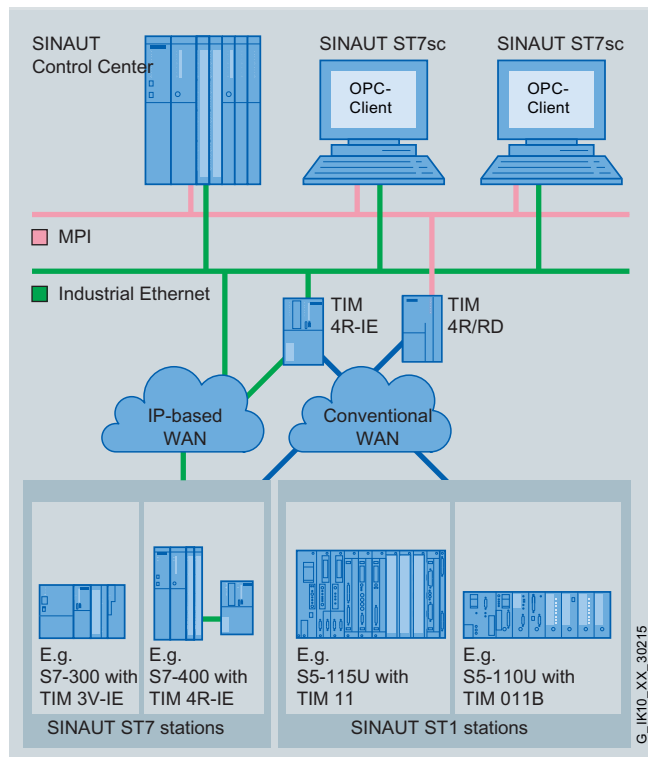 SINAUT
Control Center
SINAUT ST7sc
SINAUT ST7sc
OPC-
Client
OPC-
Client
MPI
Industrial Ethernet
TIM
4R-IE
TIM
4R/RD
IP-based
WAN
Conventional
WAN
E.g.
S7-300 with
TIM 3V-IE
E.g.
S7-400 with
TIM 4R-IE
E.g.
S5-115U with
TIM 11
E.g.
S5-110U with
TIM 011B
SINAUT ST7 stations
SINAUT ST1 stations
G_IK10_XX_30215